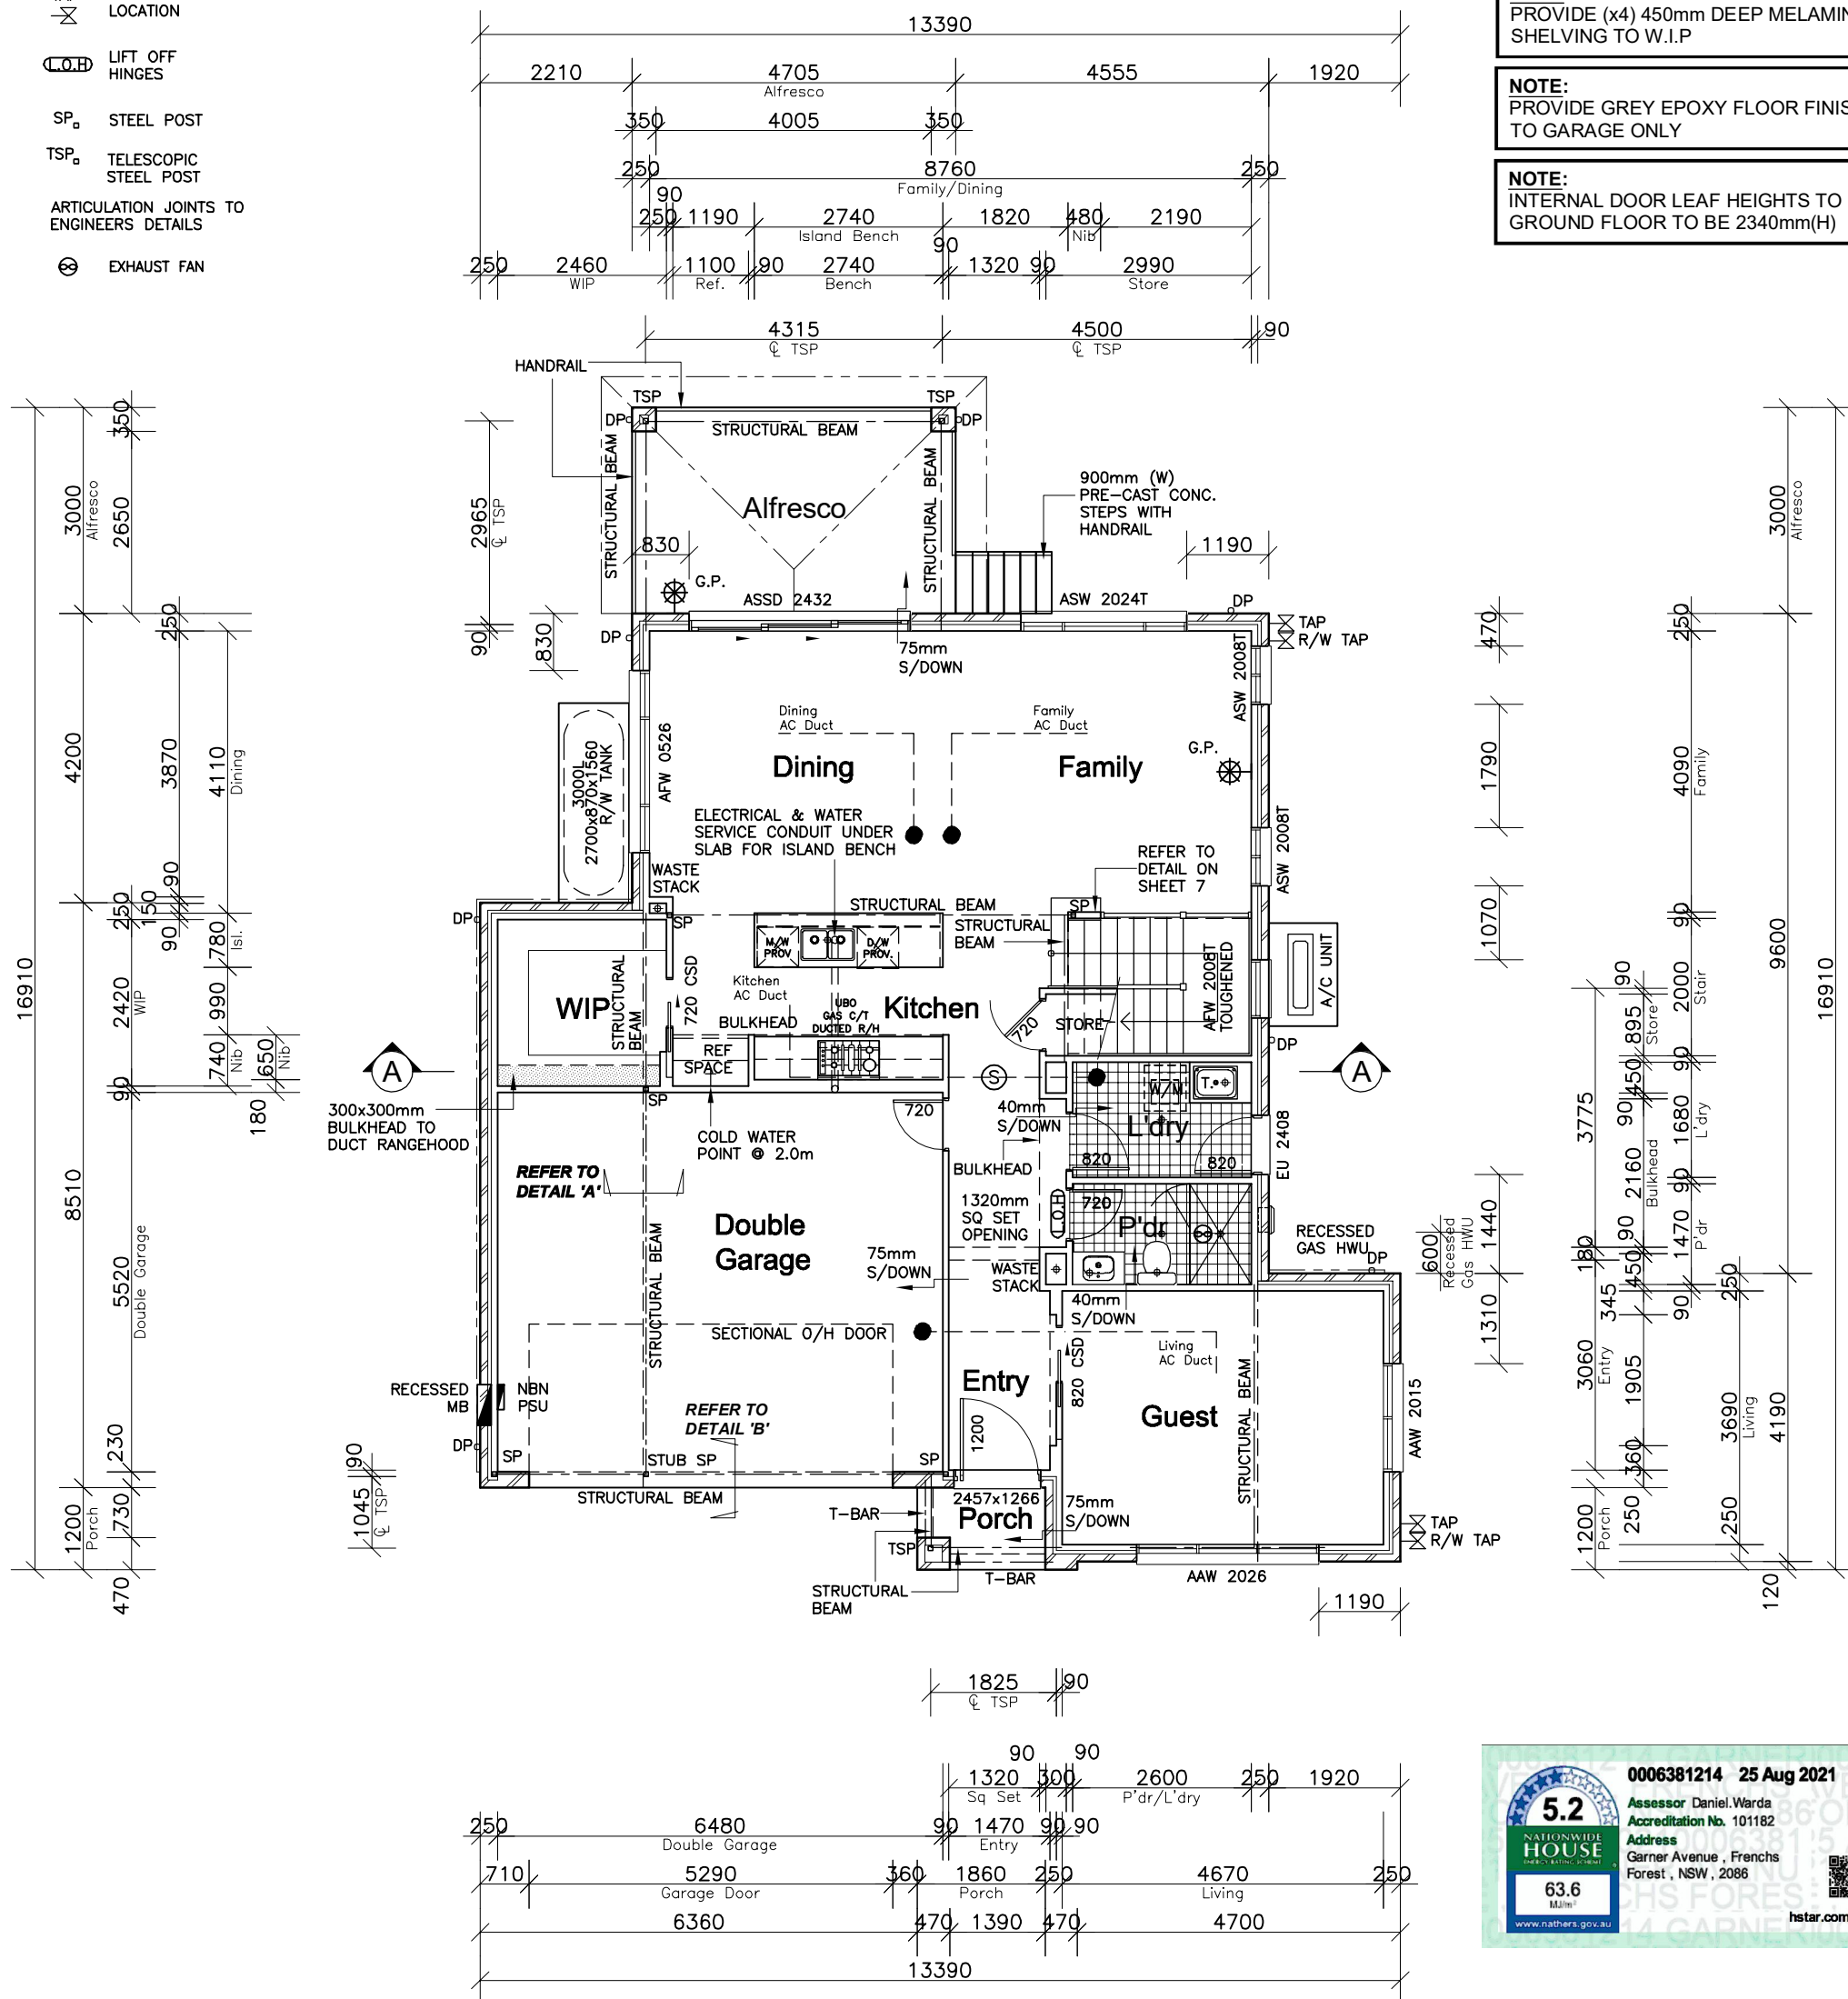 LOCATION
L.O.H
LIFT OFF
HINGES
SP
STEEL POST
TSP
TELESCOPIC
STEEL POST
ARTICULATION JOINTS TO
ENGINEERS DETAILS
EXHAUST FAN
PROVIDE (x4) 450mm DEEP
SHELVING TO W.I.P
NOTE:
PROVIDE GREY EPOXY FLOOR
TO GARAGE ONLY
NOTE:
INTERNAL DOOR LEAF HEIGHTS TO
GROUND FLOOR TO BE 2340mm(H)
13390
2210 4705 4555 1920
Alfresco
350 4005 350
250 8760 250
Family/Dining
90
250 1190 2740 1820 480 2190
Island Bench Nib
90
250 2460 1100 90 2740 1320 90 2990
WIP Ref. Bench Store
4315 4500 90
℄ TSP ℄ TSP
HANDRAIL
TSP TSP
DP DP
STRUCTURAL BEAM
STRUCTURAL BEAM
STRUCTURAL BEAM
Alfresco
900mm (W)
PRE-CAST CONC.
STEPS WITH
HANDRAIL
830
1190
G.P.
ASSD 2432
ASW 2024T
DP
DP
TAP
R/W TAP
75mm
S/DOWN
ASW 2008T
Dining
AC Duct
Family
AC Duct
AFW 0526
3000L
2700x870x1560
R/W TANK
Dining
Family
G.P.
ELECTRICAL & WATER
SERVICE CONDUIT UNDER
SLAB FOR ISLAND BENCH
ASW 2008T
REFER TO
DETAIL ON
SHEET 7
WASTE
STACK
DP
SP
STRUCTURAL BEAM
SP
STRUCTURAL
BEAM
M/W
PROV
D/W
PROV.
AFW 2008T
TOUGHENED
A/C UNIT
STRUCTURAL
BEAM
720 CSD
Kitchen
AC Duct
WIP
UBO
GAS C/T
DUCTED R/H
Kitchen
BULKHEAD
720
STORE
REF
SPACE
DP
A
A
S
W/M
T.
300x300mm
BULKHEAD TO
DUCT RANGEHOOD
SP
720
40mm
S/DOWN
L'dry
COLD WATER
POINT @ 2.0m
BULKHEAD
820
820
EU 2408
REFER TO
DETAIL 'A'
1320mm
SQ SET
OPENING
L.O.H
720
P'dr
Double
Garage
75mm
S/DOWN
RECESSED
GAS HWU
DP
WASTE
STACK
40mm
S/DOWN
STRUCTURAL BEAM
SECTIONAL O/H DOOR
820 CSD
Living
AC Duct
RECESSED
MB
NBN
PSU
Entry
REFER TO
DETAIL 'B'
1200
Guest
STRUCTURAL BEAM
AAW 2015
DP
SP
STUB SP
SP
STRUCTURAL BEAM
T-BAR
2457x1266
Porch
75mm
S/DOWN
TSP
TAP
R/W TAP
T-BAR
AAW 2026
STRUCTURAL
BEAM
1190
16910
3000
Alfresco
4200
8510
1200
Porch
350
2650
250
2420
WIP
90
5520
Double Garage
230
730
470
250
3870
90
150
90
4110
Dining
780
Isl.
990
740
Nib
650
Nib
180
2965
℄ TSP
90
830
90
1045
℄ TSP
470
1790
1070
600
Recessed
Gas HWU
1440
1310
3775
180
3060
Entry
1200
Porch
90
895
Store
450
90
2160
Bulkhead
90
450
345
1905
360
250
250
4090
Family
90
2000
Stair
90
1680
L'dry
90
1470
P'dr
90
250
3690
Living
250
3000
Alfresco
9600
4190
120
16910
1825 90
℄ TSP
90 90
1320 300 2600 250 1920
Sq Set P'dr/L'dry
250 6480 90 1470 90 90
Double Garage Entry
710 5290 360 1860 250 4670 250
Garage Door Porch Living
6360 470 1390 470 4700
13390
0006381214 25 Aug 2021
5.2
Assessor Daniel.Warda
Accreditation No. 101182
Address
Garner Avenue , Frenchs
Forest , NSW , 2086
NATIONWIDE
HOUSE
ENERGY RATING SCHEME
63.6
MJ/m²
www.nathers.gov.au
hstar.com